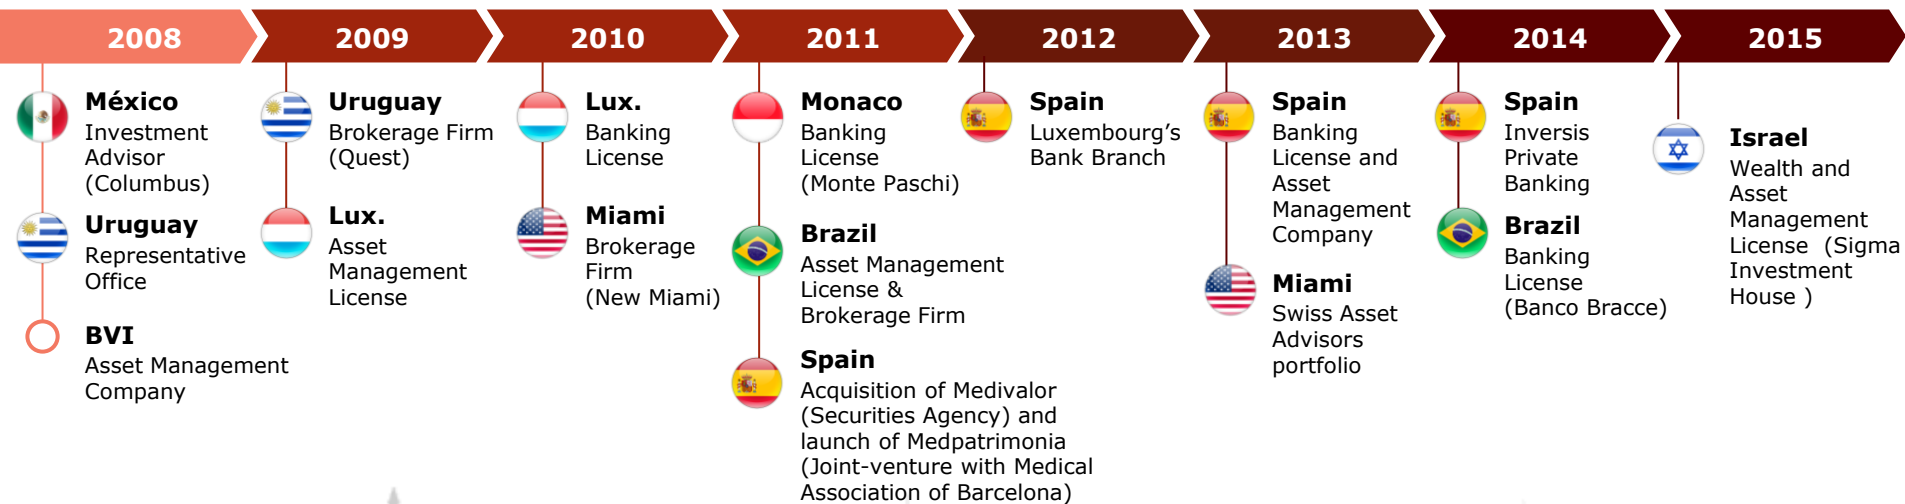 2008
2009
2010
2011
2012
2013
2014
2015
México
Investment
Advisor
(Columbus)
Uruguay
Representative
Office
BVI
Asset Management
Company
Uruguay
Brokerage Firm
(Quest)
Lux.
Asset
Management
License
Lux.
Banking
License
Miami
Brokerage
Firm
(New Miami)
Monaco
Banking
License
(Monte Paschi)
Brazil
Asset Management
License &
Brokerage Firm
Spain
Acquisition of Medivalor
(Securities Agency) and
launch of Medpatrimonia
(Joint-venture with Medical
Association of Barcelona)
Spain
Luxembourg’s
Bank Branch
Spain
Banking
License and
Asset
Management
Company
Miami
Swiss Asset
Advisors
portfolio
Spain
Inversis
Private
Banking
Brazil
Banking
License
(Banco Bracce)
Israel
Wealth and
Asset
Management
License (Sigma
Investment
House )